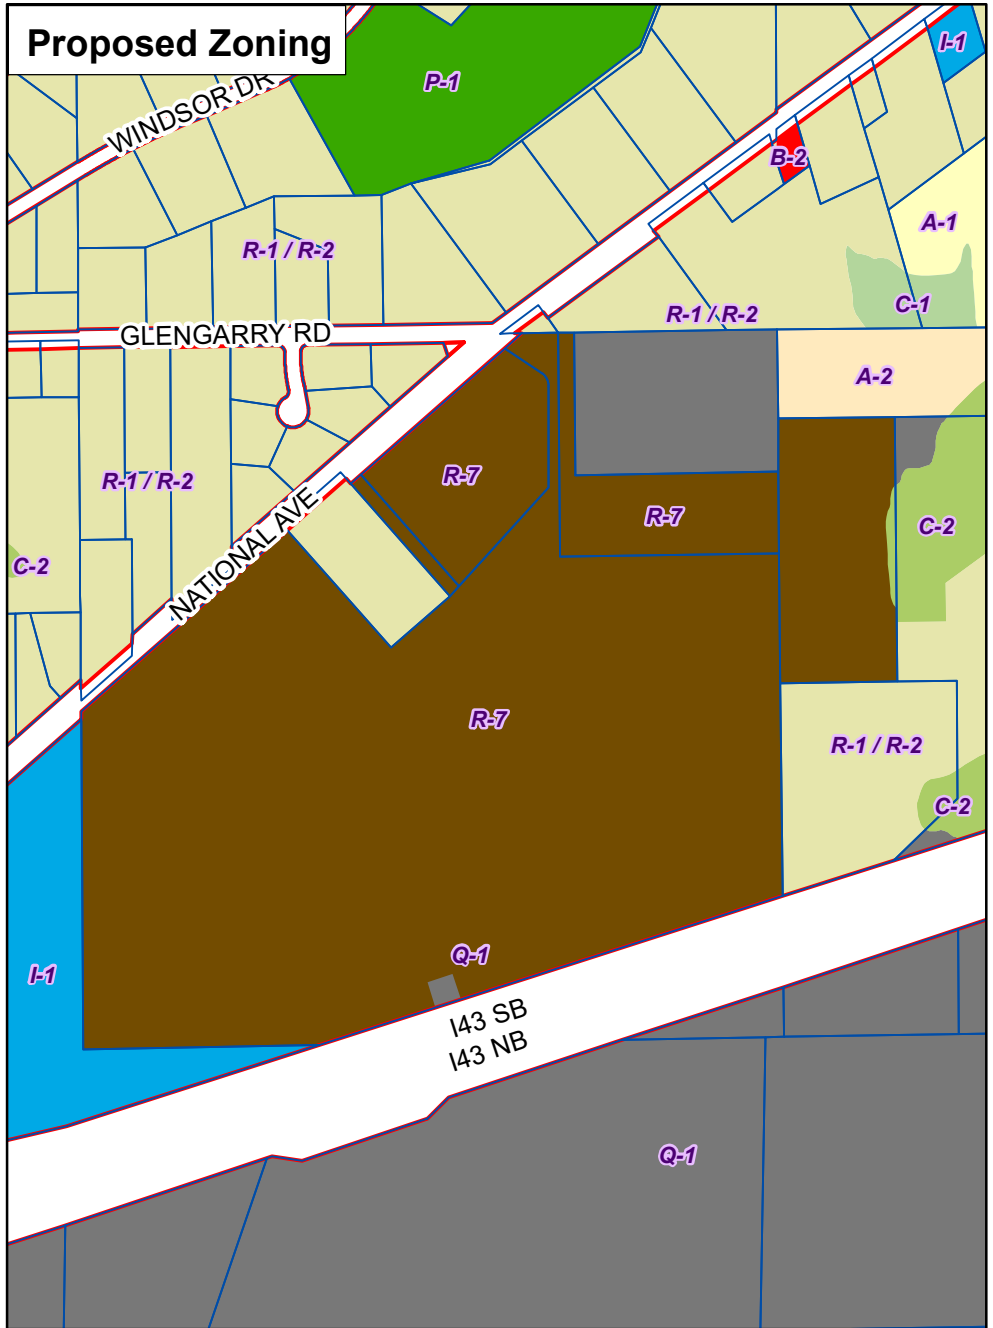 Proposed Zoning
I-1
P-1
WINDSOR DR
B-2
A-1
R-1 / R-2
C-1
R-1 / R-2
GLENGARRY RD
A-2
R-7
R-1 / R-2
R-7
C-2
C-2
NATIONAL AVE
R-7
R-1 / R-2
C-2
Q-1
I-1
I43 SB
I43 NB
Q-1